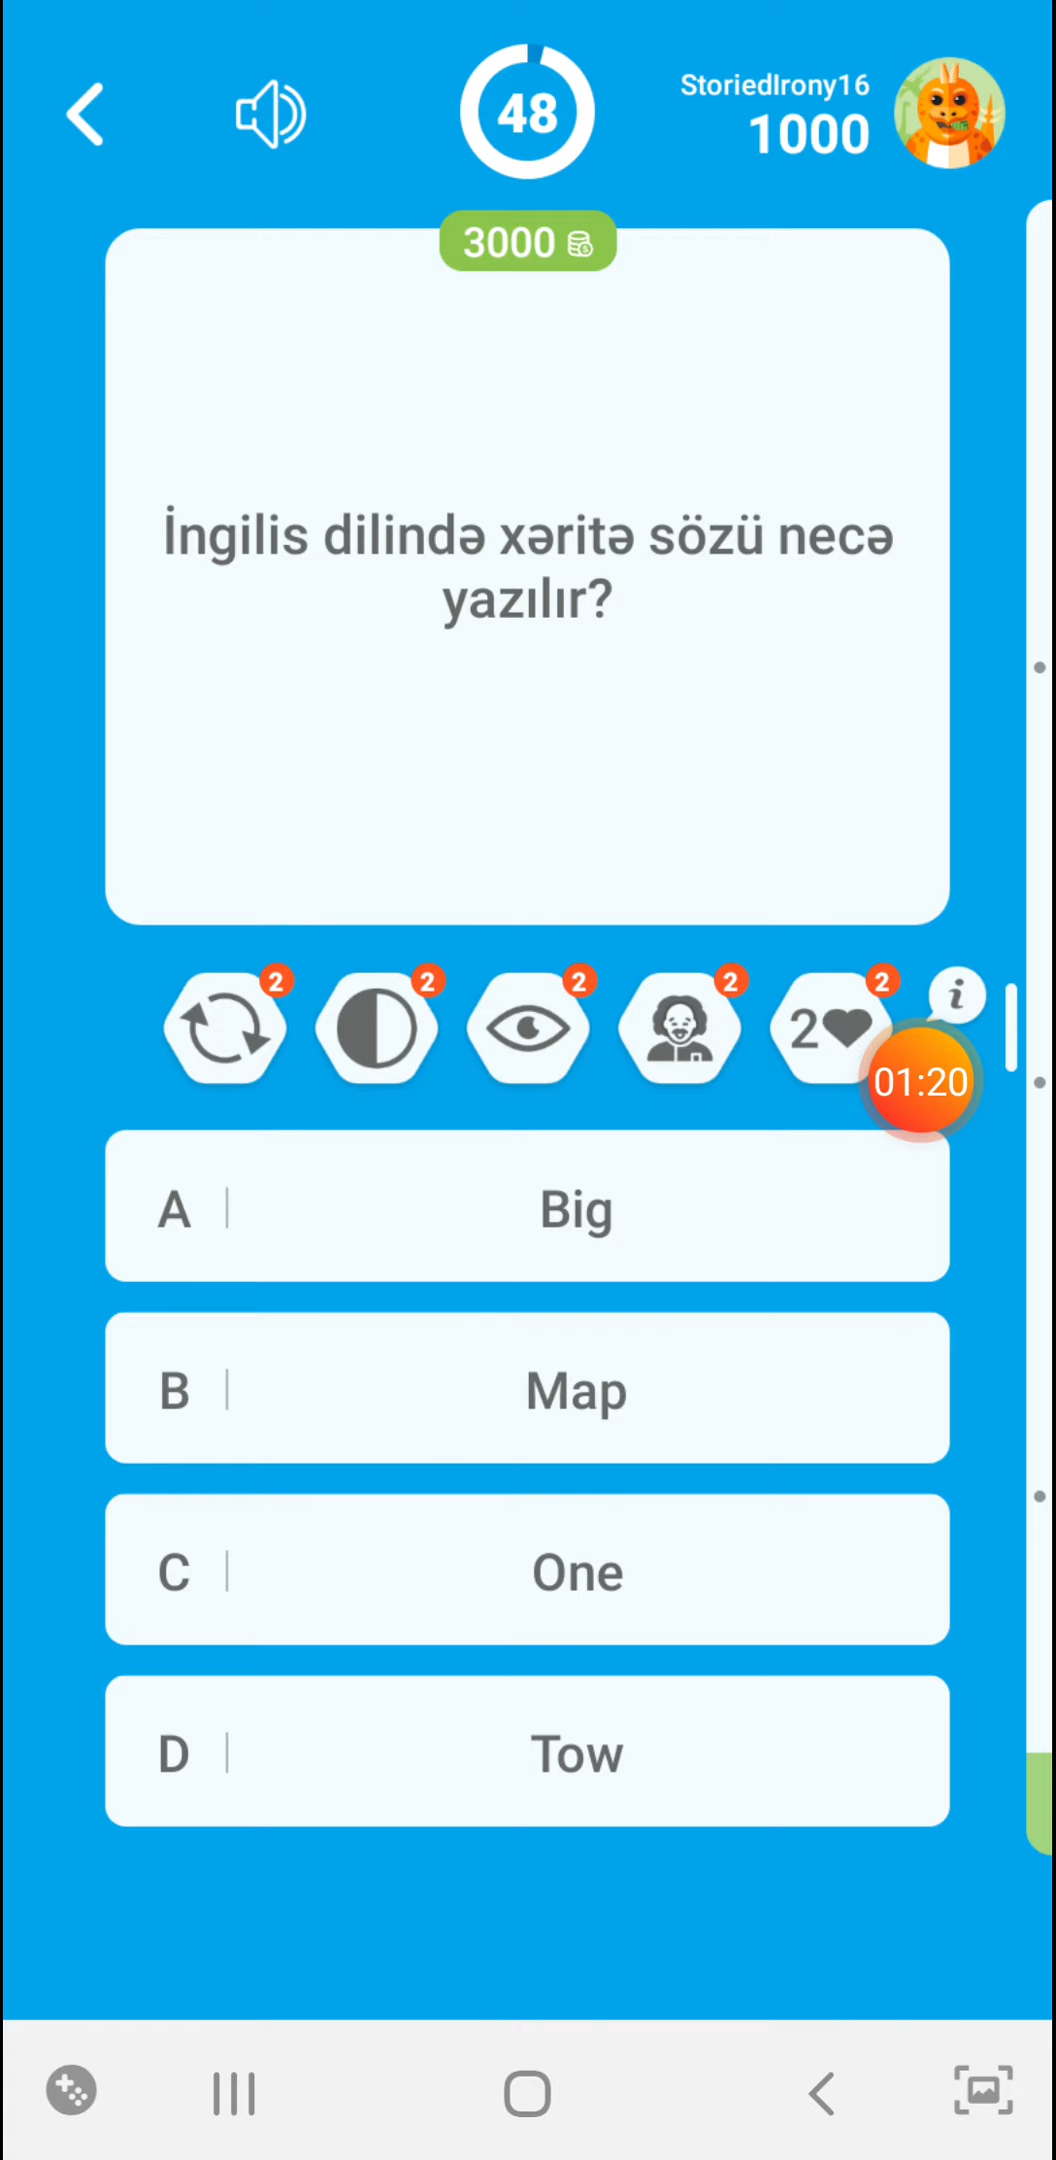 48
StoriedIrony16
1000
3000
İngilis dilində xəritə sözü necə
yazılır?
2
2
2
2
2
i
2
01:20
A Big
B Map
C One
D Tow